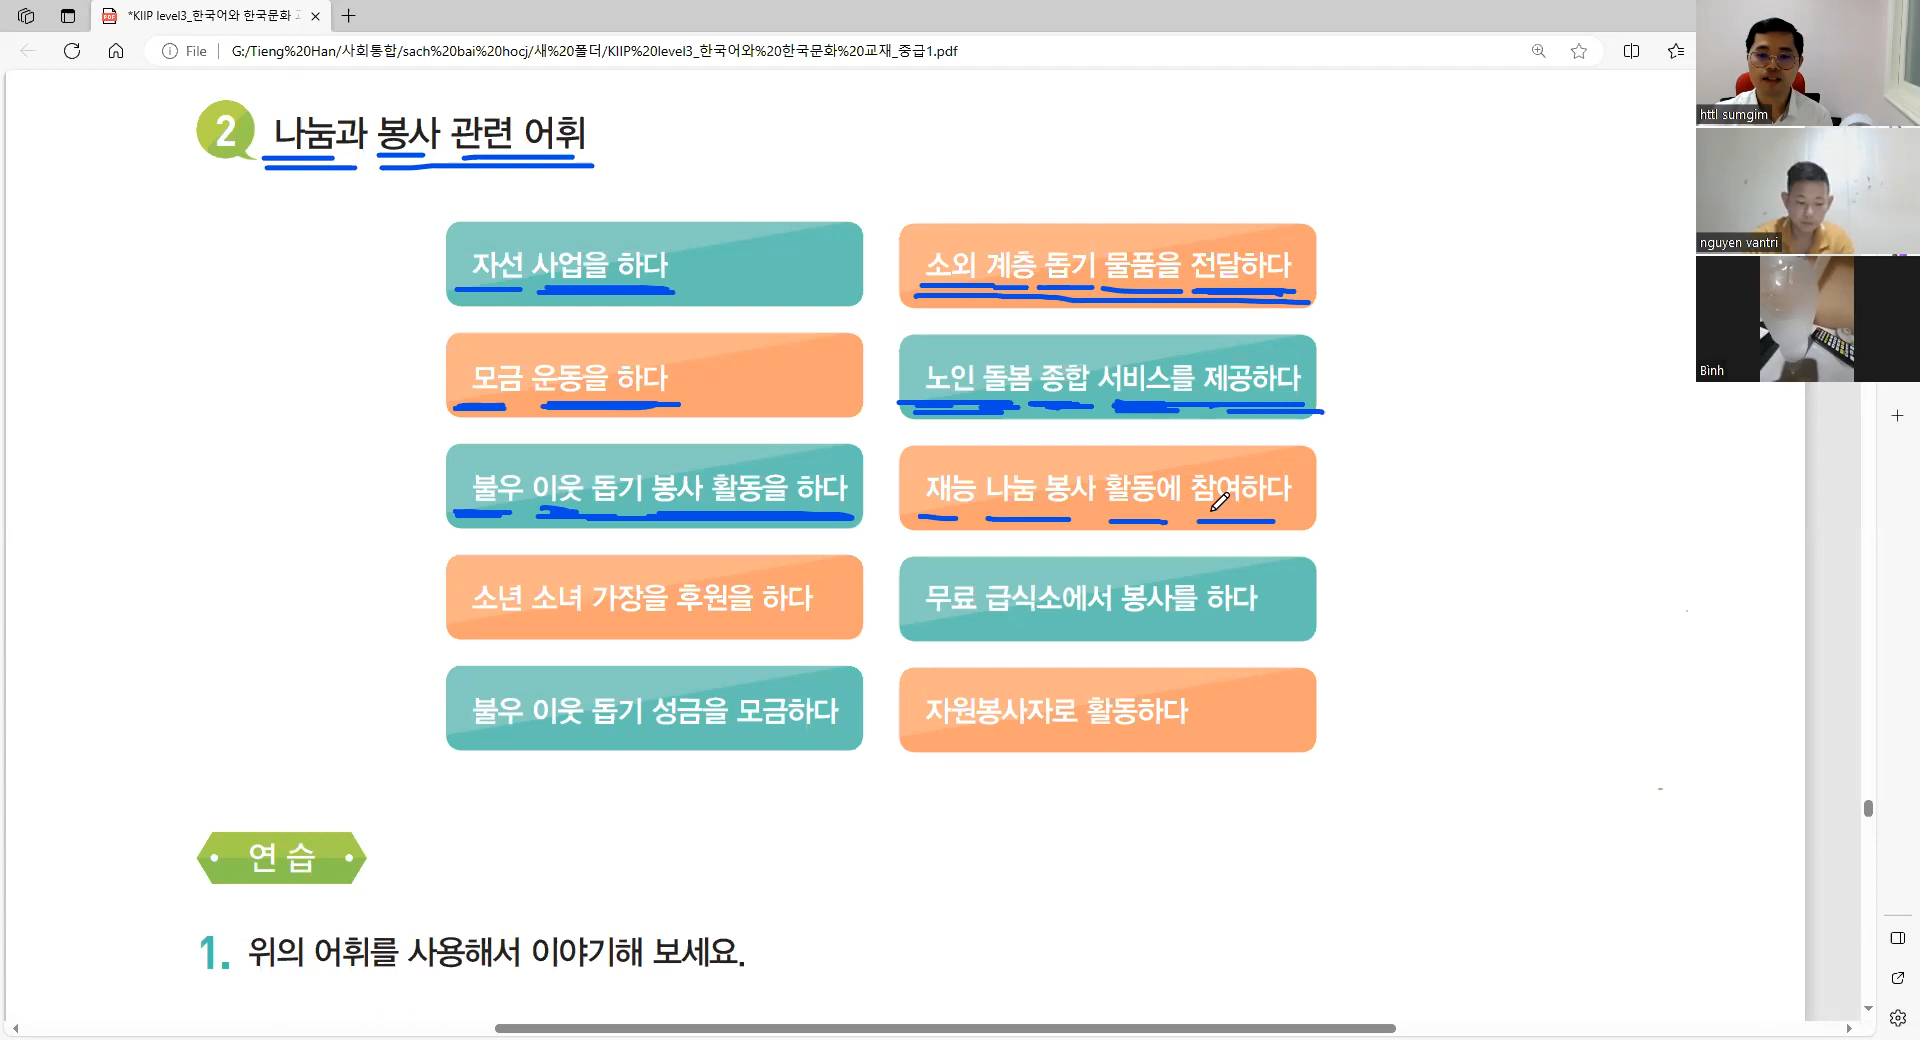 *KIIP level3_한국어와 한국문화 교
File
G:/Tieng%20Han/사회통합/sach%20bai%20hocj/새%20폴더/KIIP%20level3_한국어와%20한국문화%20교재_중급1.pdf
httl sumgim
nguyen vantri
Bình
2 나눔과 봉사 관련 어휘
자선 사업을 하다
소외 계층 돕기 물품을 전달하다
모금 운동을 하다
노인 돌봄 종합 서비스를 제공하다
불우 이웃 돕기 봉사 활동을 하다
재능 나눔 봉사 활동에 참여하다
소년 소녀 가장을 후원을 하다
무료 급식소에서 봉사를 하다
불우 이웃 돕기 성금을 모금하다
자원봉사자로 활동하다
연 습
1. 위의 어휘를 사용해서 이야기해 보세요.